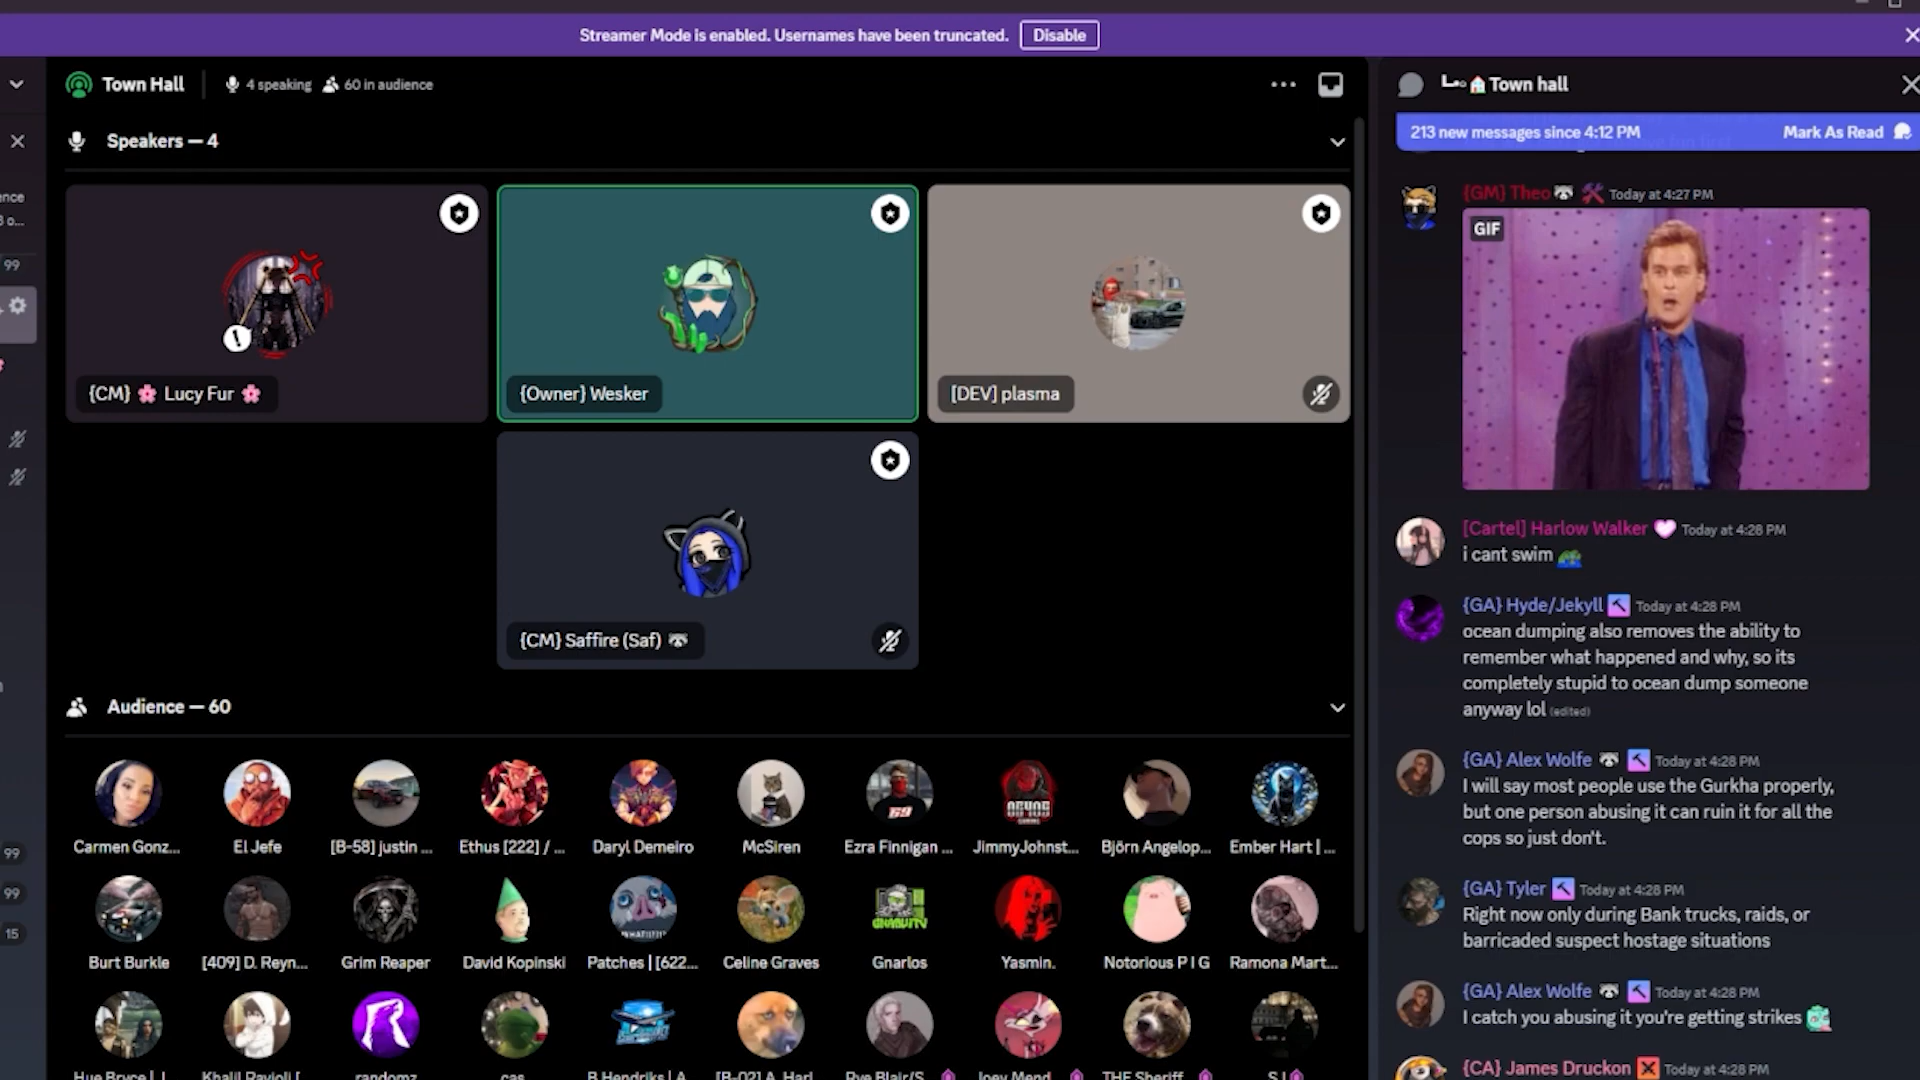 Streamer Mode is enabled. Usernames have been truncated. Disable
Town Hall
4 speaking
60 in audience
Speakers — 4
{CM} 🌸 Lucy Fur 🌸
{Owner} Wesker
[DEV] plasma
{CM} Saffire (Saf) 🦝
Audience — 60
Carmen Gonz...
El Jefe
[B-58] justin ...
Ethus [222] / ...
Daryl Demeiro
McSiren
Ezra Finnigan ...
JimmyJohnst...
Björn Angelop...
Ember Hart | ...
Burt Burkle
[409] D. Reyn...
Grim Reaper
David Kopinski
Patches | [622...
Celine Graves
Gnarlos
Yasmin.
Notorious P I G
Ramona Mart...
ence
99
99
99
15
🏠 Town hall
213 new messages since 4:12 PM
Mark As Read
{GM} Theo 🦝 🛠 Today at 4:27 PM
GIF
[Cartel] Harlow Walker 🤍 Today at 4:28 PM
i cant swim
{GA} Hyde/Jekyll Today at 4:28 PM
ocean dumping also removes the ability to
remember what happened and why, so its
completely stupid to ocean dump someone
anyway lol (edited)
{GA} Alex Wolfe 🦝 Today at 4:28 PM
I will say most people use the Gurkha properly,
but one person abusing it can ruin it for all the
cops so just don't.
{GA} Tyler Today at 4:28 PM
Right now only during Bank trucks, raids, or
barricaded suspect hostage situations
{GA} Alex Wolfe 🦝 Today at 4:28 PM
I catch you abusing it you're getting strikes
{CA} James Druckon Today at 4:28 PM